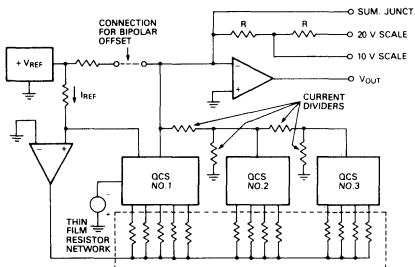 CONNECTION
FOR BIPOLAR
OFFSET
SUM. JUNCT.
R
R
20 V SCALE
10 V SCALE
+ VREF
IREF
VOUT
CURRENT
DIVIDERS
QCS
NO.1
QCS
NO.2
QCS
NO.3
THIN
FILM
RESISTOR
NETWORK